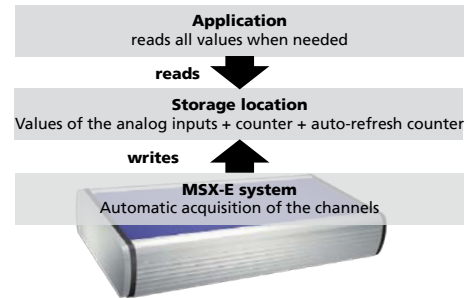 Application
reads all values when needed
reads
Storage location
Values of the analog inputs + counter + auto-refresh counter
writes
MSX-E system
Automatic acquisition of the channels